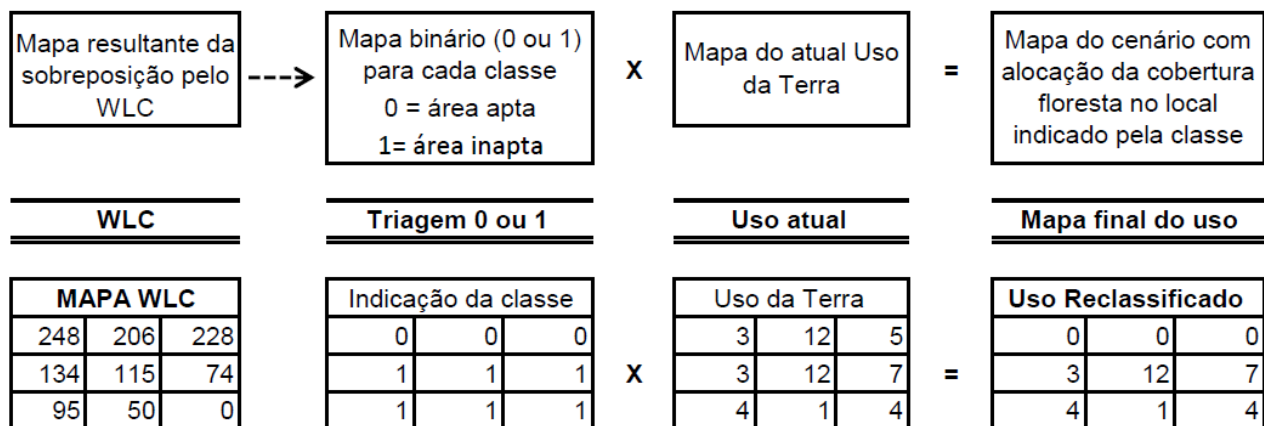 Mapa resultante da
sobreposição pelo
WLC
Mapa binário (0 ou 1)
para cada classe
0 = área apta
1= área inapta
X
Mapa do atual Uso
da Terra
=
Mapa do cenário com
alocação da cobertura
floresta no local
indicado pela classe
WLC
Triagem 0 ou 1
Uso atual
Mapa final do uso
MAPA WLC
248 206 228
134 115 74
95 50 0
Indicação da classe
0 0 0
1 1 1
1 1 1
X
Uso da Terra
3 12 5
3 12 7
4 1 4
=
Uso Reclassificado
0 0 0
3 12 7
4 1 4